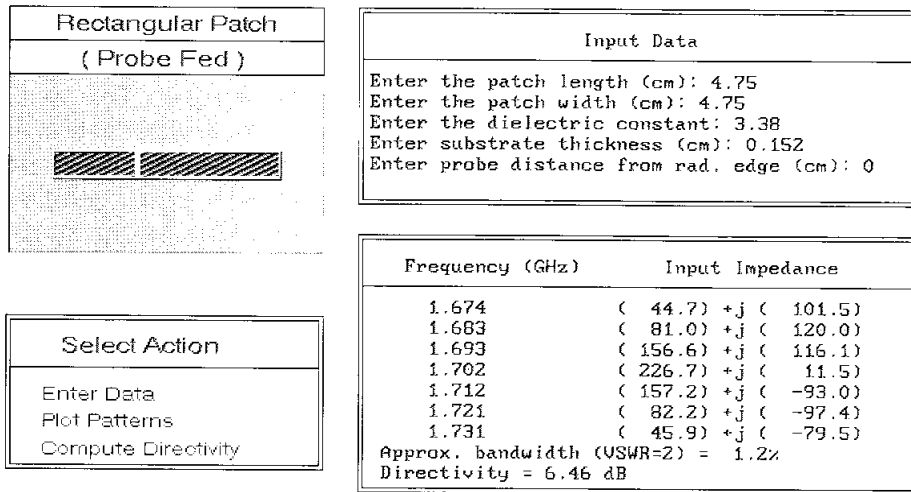 Rectangular Patch
( Probe Fed )
Input Data
Enter the patch length (cm): 4.75
Enter the patch width (cm): 4.75
Enter the dielectric constant: 3.38
Enter substrate thickness (cm): 0.152
Enter probe distance from rad. edge (cm): 0
Frequency (GHz) Input Impedance
1.674 ( 44.7) +j ( 101.5)
1.683 ( 81.0) +j ( 120.0)
1.693 ( 156.6) +j ( 116.1)
1.702 ( 226.7) +j ( 11.5)
1.712 ( 157.2) +j ( -93.0)
1.721 ( 82.2) +j ( -97.4)
1.731 ( 45.9) +j ( -79.5)
Approx. bandwidth (VSWR=2) = 1.2%
Directivity = 6.46 dB
Select Action
Enter Data
Plot Patterns
Compute Directivity